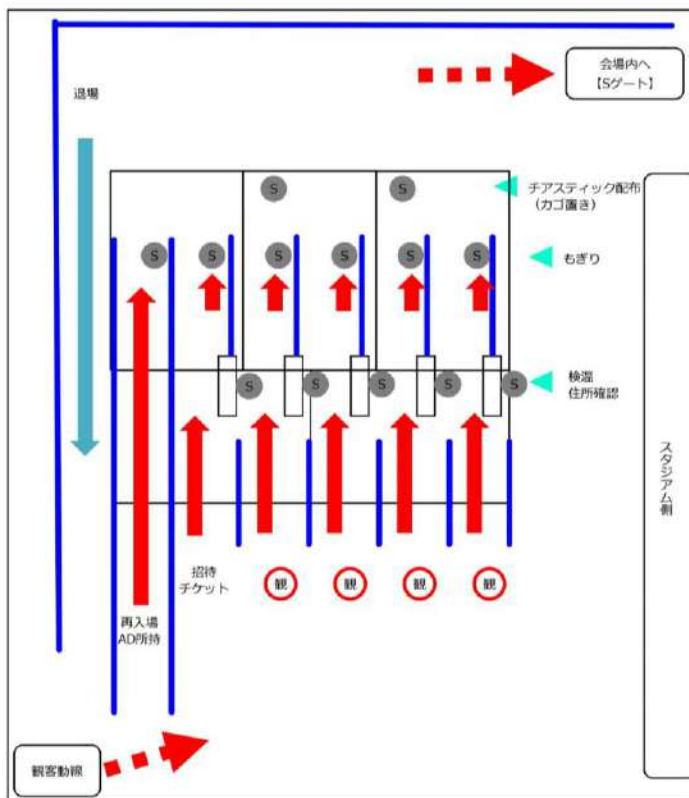 会場内へ
【Sゲート】
退場
S
S
チアスティック配布
（カゴ置き）
S
S
S
S
S
S
もぎり
S
S
S
S
S
検温
住所確認
スタジアム側
招待
チケット
観
観
観
観
再入場
AD所持
観客動線